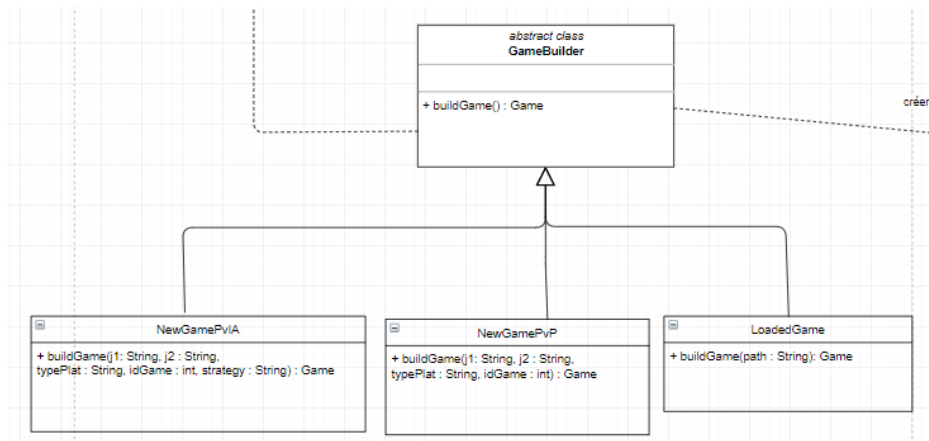 abstract class
GameBuilder
+ buildGame() : Game
créer
NewGamePvIA
+ buildGame(j1: String, j2 : String,
typePlat : String, idGame : int, strategy : String) : Game
NewGamePvP
+ buildGame(j1: String, j2 : String,
typePlat : String, idGame : int) : Game
LoadedGame
+ buildGame(path : String): Game